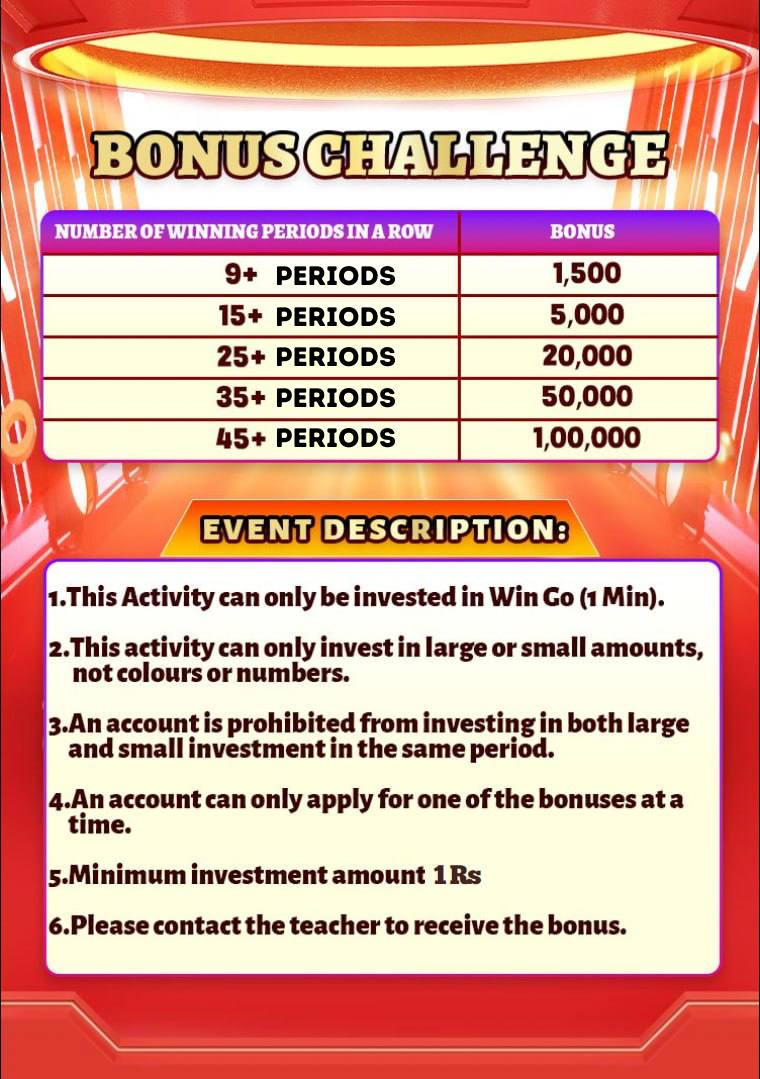 BONUS CHALLENGE
NUMBER OF WINNING PERIODS IN A ROW BONUS
9+ PERIODS 1,500
15+ PERIODS 5,000
25+ PERIODS 20,000
35+ PERIODS 50,000
45+ PERIODS 1,00,000
EVENT DESCRIPTION:
1.This Activity can only be invested in Win Go (1 Min).
2.This activity can only invest in large or small amounts,
not colours or numbers.
3.An account is prohibited from investing in both large
and small investment in the same period.
4.An account can only apply for one of the bonuses at a
time.
5.Minimum investment amount 1 Rs
6.Please contact the teacher to receive the bonus.